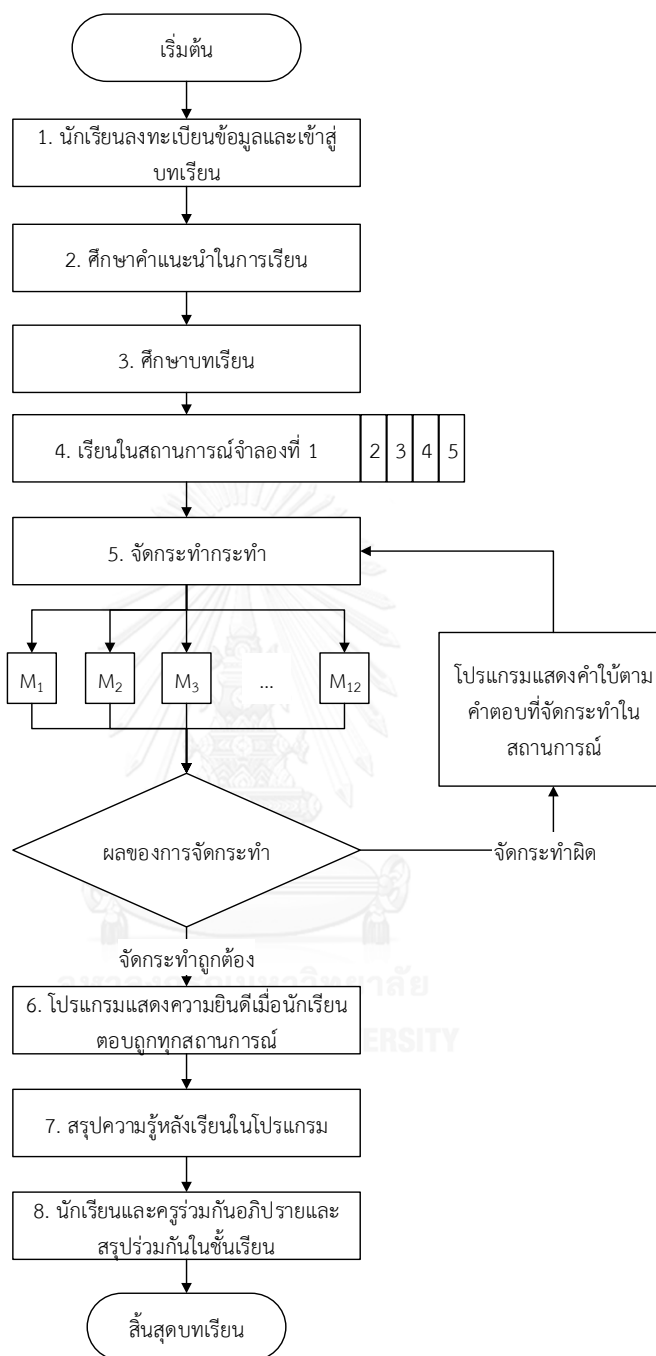 เริ่มต้น
1. นักเรียนลงทะเบียนข้อมูลและเข้าสู่
บทเรียน
2. ศึกษาคำแนะนำในการเรียน
3. ศึกษาบทเรียน
4. เรียนในสถานการณ์จำลองที่ 1 2 3 4 5
5. จัดกระทำกระทำ
M1 M2 M3 ... M12
โปรแกรมแสดงคำใบ้ตาม
คำตอบที่จัดกระทำใน
สถานการณ์
ผลของการจัดกระทำ
จัดกระทำผิด
จัดกระทำถูกต้อง
6. โปรแกรมแสดงความยินดีเมื่อนักเรียน
ตอบถูกทุกสถานการณ์
ERSITY
7. สรุปความรู้หลังเรียนในโปรแกรม
8. นักเรียนและครูร่วมกันอภิปรายและ
สรุปร่วมกันในชั้นเรียน
สิ้นสุดบทเรียน